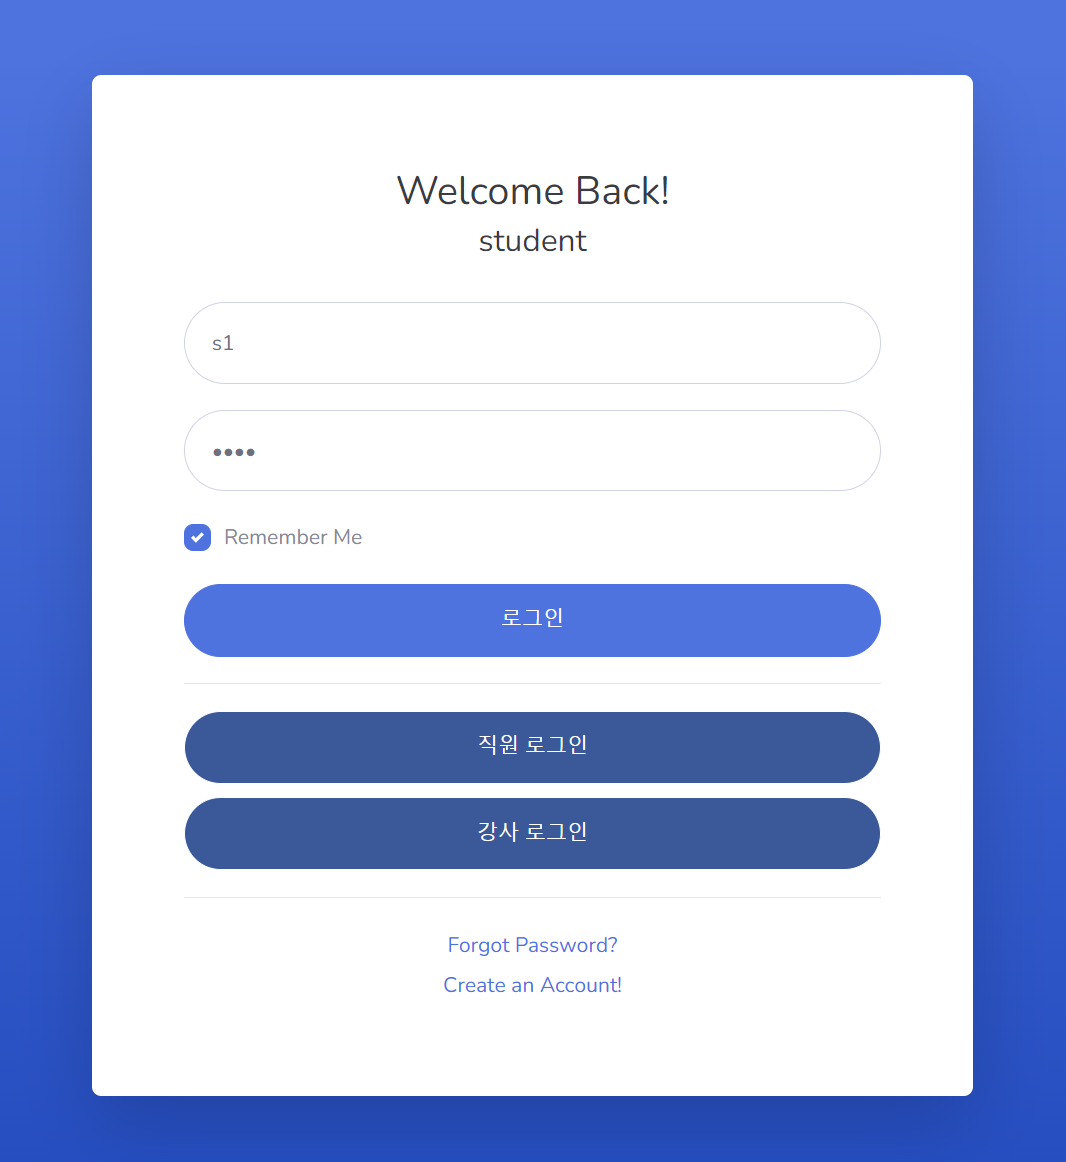 Welcome Back!
student
s1
••••
Remember Me
로그인
직원 로그인
강사 로그인
Forgot Password?
Create an Account!